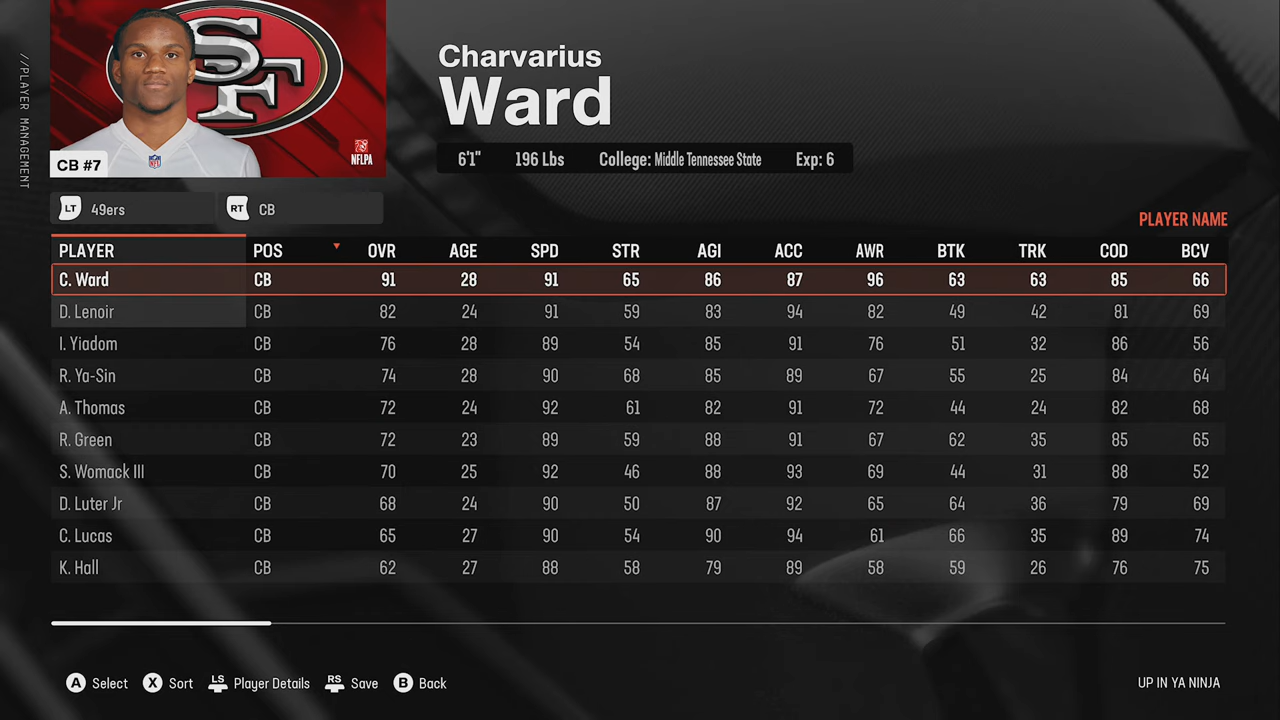 //PLAYER MANAGEMENT
SF
CB #7
NFL
NFLPA
Charvarius
Ward
6'1" 196 Lbs College: Middle Tennessee State Exp: 6
LT 49ers RT CB
PLAYER NAME
PLAYER POS OVR AGE SPD STR AGI ACC AWR BTK TRK COD BCV
C. Ward CB 91 28 91 65 86 87 96 63 63 85 66
D. Lenoir CB 82 24 91 59 83 94 82 49 42 81 69
I. Yiadom CB 76 28 89 54 85 91 76 51 32 86 56
R. Ya-Sin CB 74 28 90 68 85 89 67 55 25 84 64
A. Thomas CB 72 24 92 61 82 91 72 44 24 82 68
R. Green CB 72 23 89 59 88 91 67 62 35 85 65
S. Womack III CB 70 25 92 46 88 93 69 44 31 88 52
D. Luter Jr CB 68 24 90 50 87 92 65 64 36 79 69
C. Lucas CB 65 27 90 54 90 94 61 66 35 89 74
K. Hall CB 62 27 88 58 79 89 58 59 26 76 75
A Select X Sort LS Player Details RS Save B Back
UP IN YA NINJA